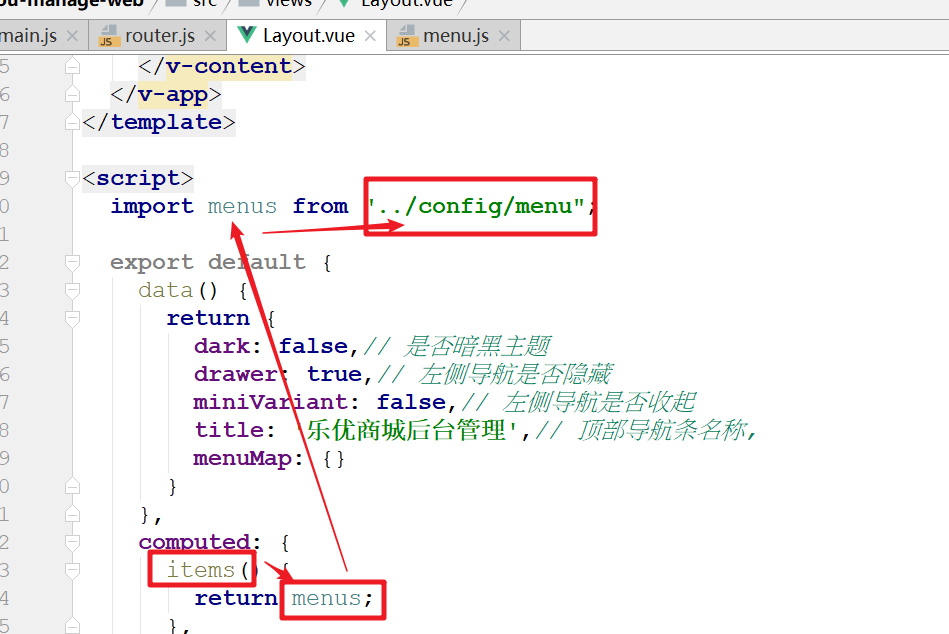 ou-manage-web src views Layout.vue
main.js router.js Layout.vue menu.js
5 </v-content>
6 </v-app>
7 </template>
8
9 <script>
0 import menus from "../config/menu";
1
2 export default {
3 data() {
4 return {
5 dark: false,// 是否暗黑主题
6 drawer: true,// 左侧导航是否隐藏
7 miniVariant: false,// 左侧导航是否收起
8 title: '乐优商城后台管理',// 顶部导航条名称,
9 menuMap: {}
0 }
1 },
2 computed: {
3 items() {
4 return menus;
5 },